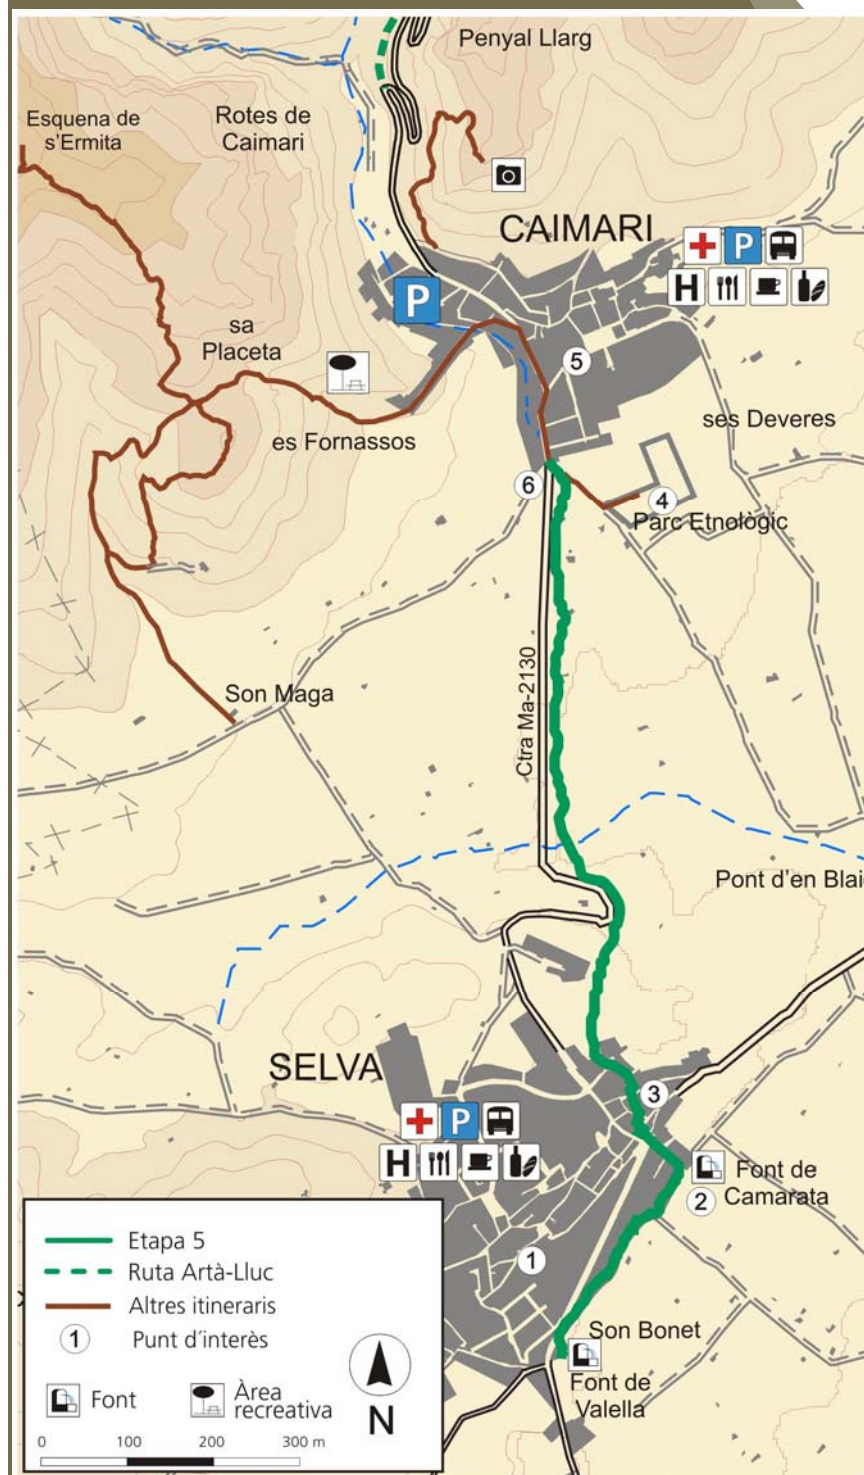 Penyal Llarg
Esquena de
s'Ermita
Rotes de
Caimari
CAIMARI
P
H
P
sa
Placeta
5
ses Deveres
es Fornassos
6
4
Parc Etnològic
Son Maga
Ctra Ma-2130
Pont d'en Blai
SELVA
3
P
H
Font de
Camarata
2
1
Son Bonet
Font de
Valella
Etapa 5
Ruta Artà-Lluc
Altres itineraris
1 Punt d´interès
Font
Àrea
recreativa
N
0 100 200 300 m